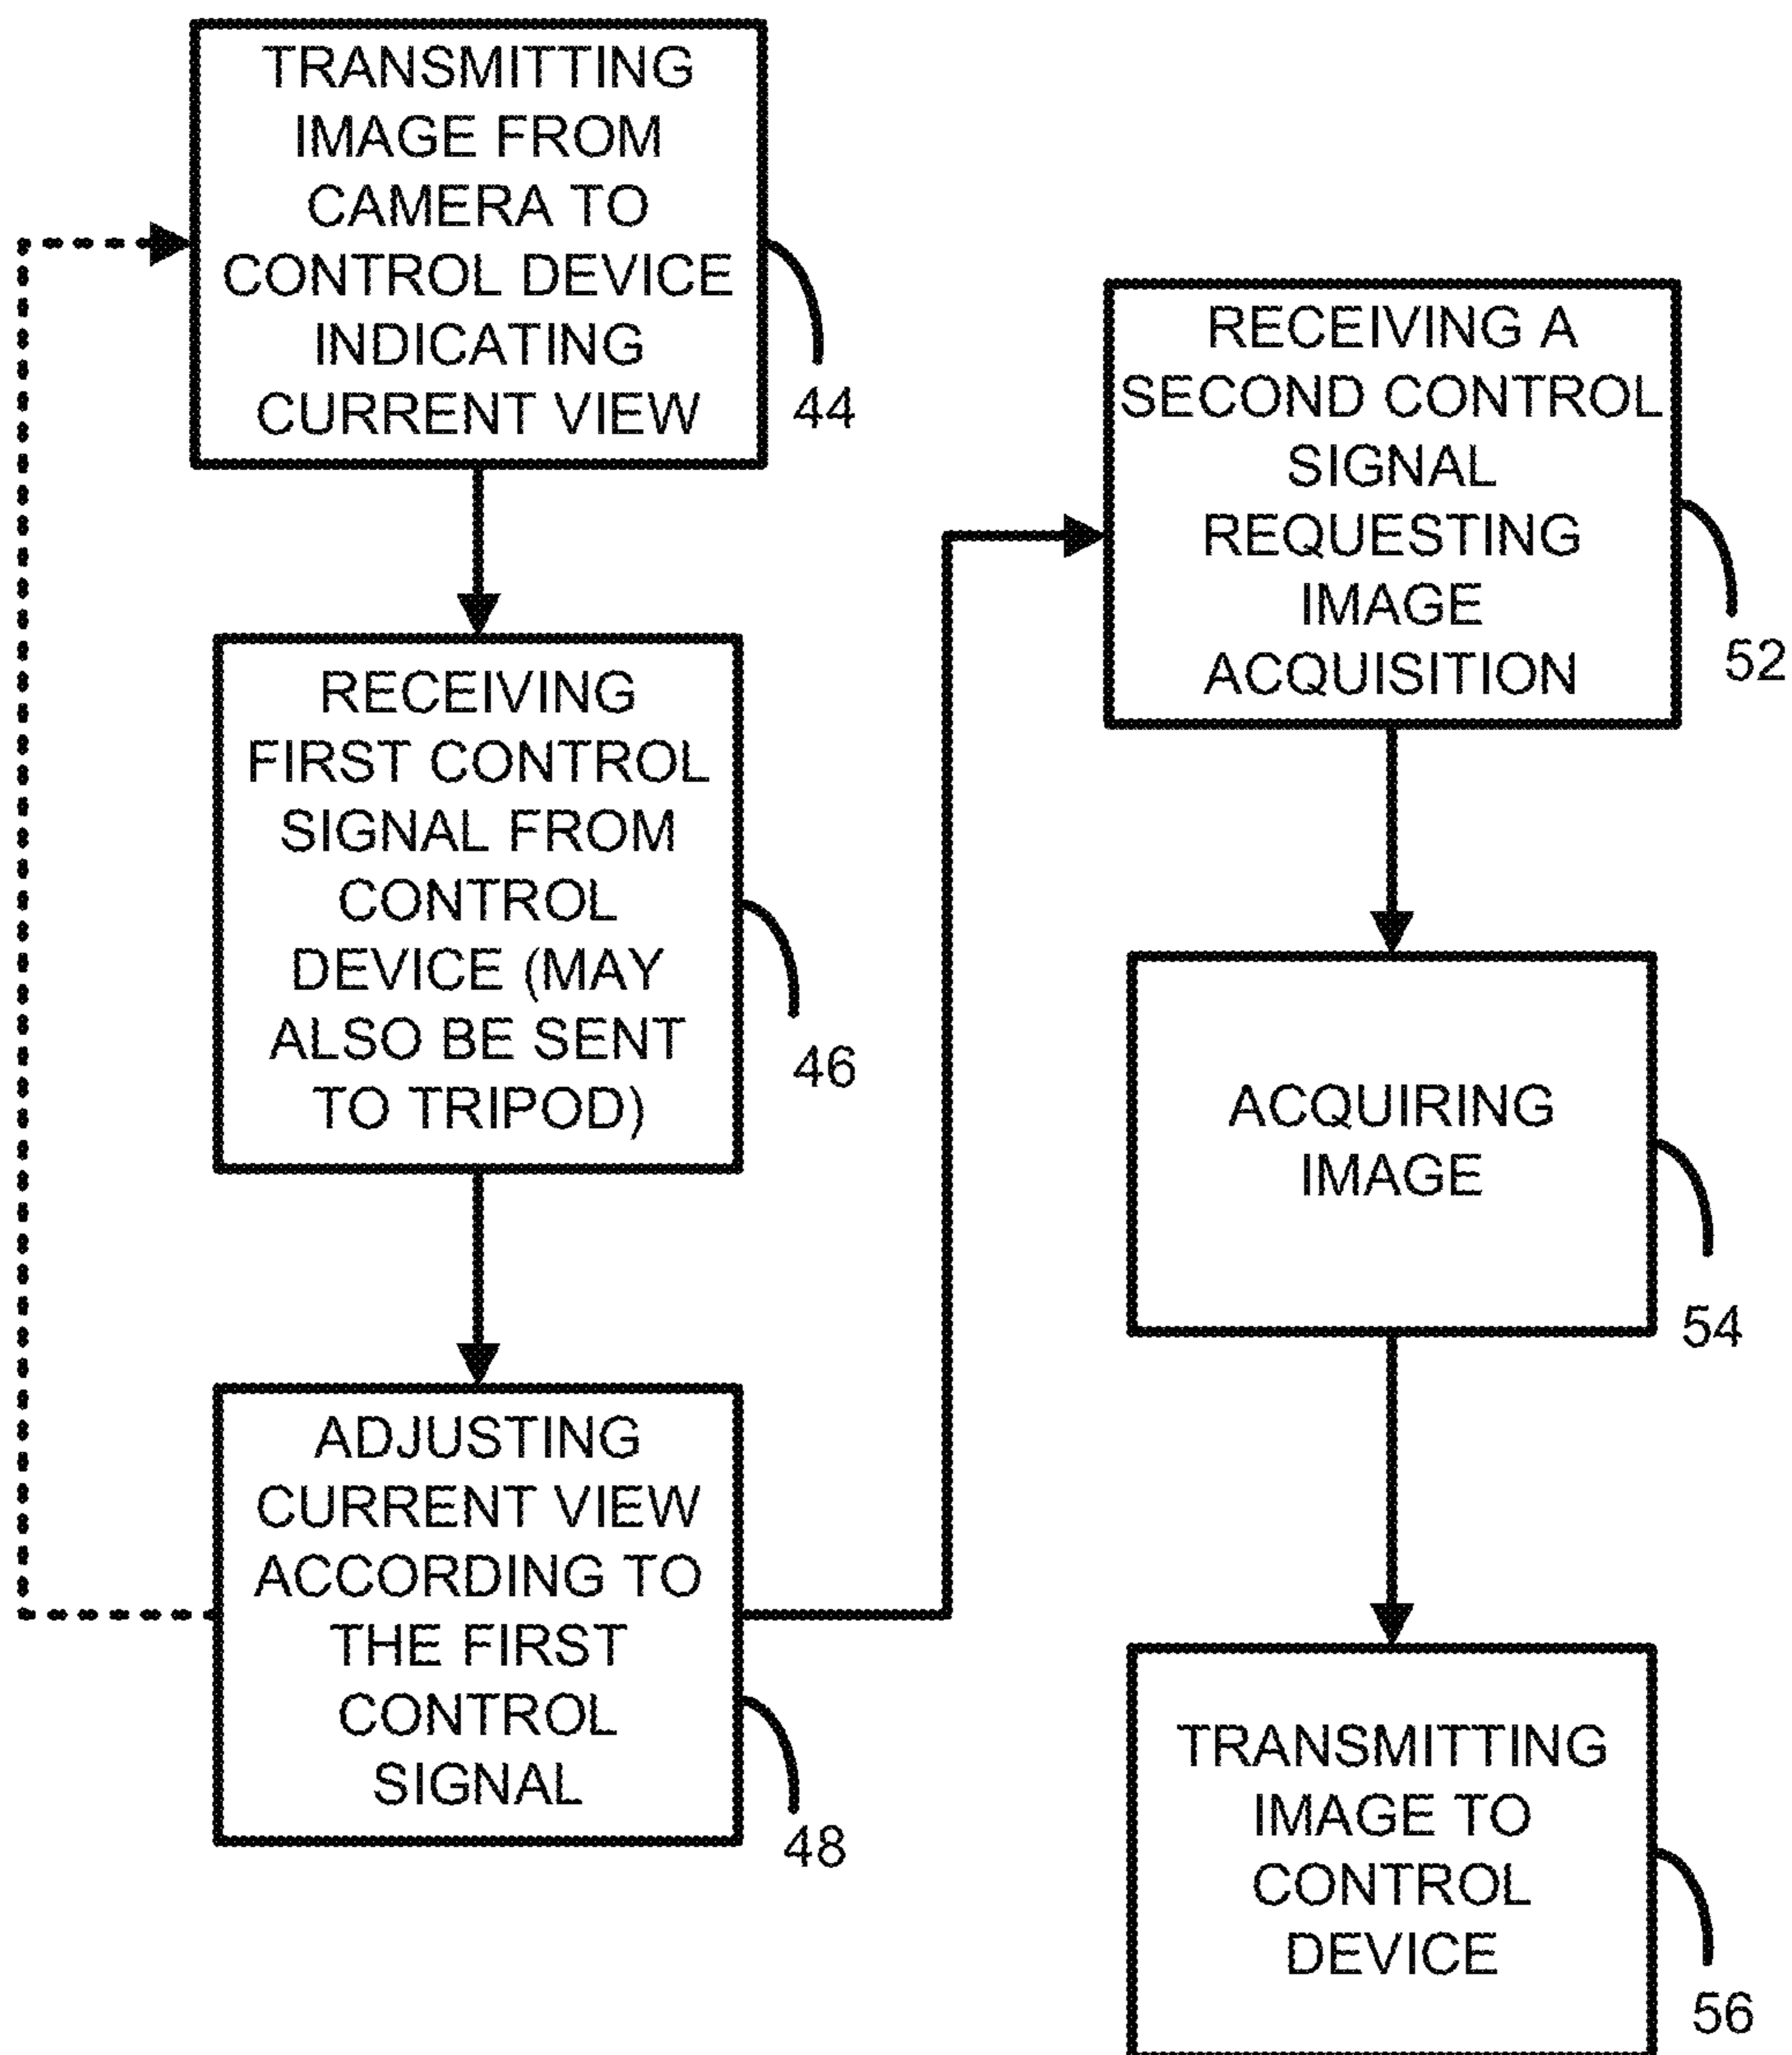 TRANSMITTING
IMAGE FROM
CAMERA TO
CONTROL DEVICE
INDICATING
CURRENT VIEW
44
RECEIVING
FIRST CONTROL
SIGNAL FROM
CONTROL
DEVICE (MAY
ALSO BE SENT
TO TRIPOD)
46
ADJUSTING
CURRENT VIEW
ACCORDING TO
THE FIRST
CONTROL
SIGNAL
48
RECEIVING A
SECOND CONTROL
SIGNAL
REQUESTING
IMAGE
ACQUISITION
52
ACQUIRING
IMAGE
54
TRANSMITTING
IMAGE TO
CONTROL
DEVICE
56